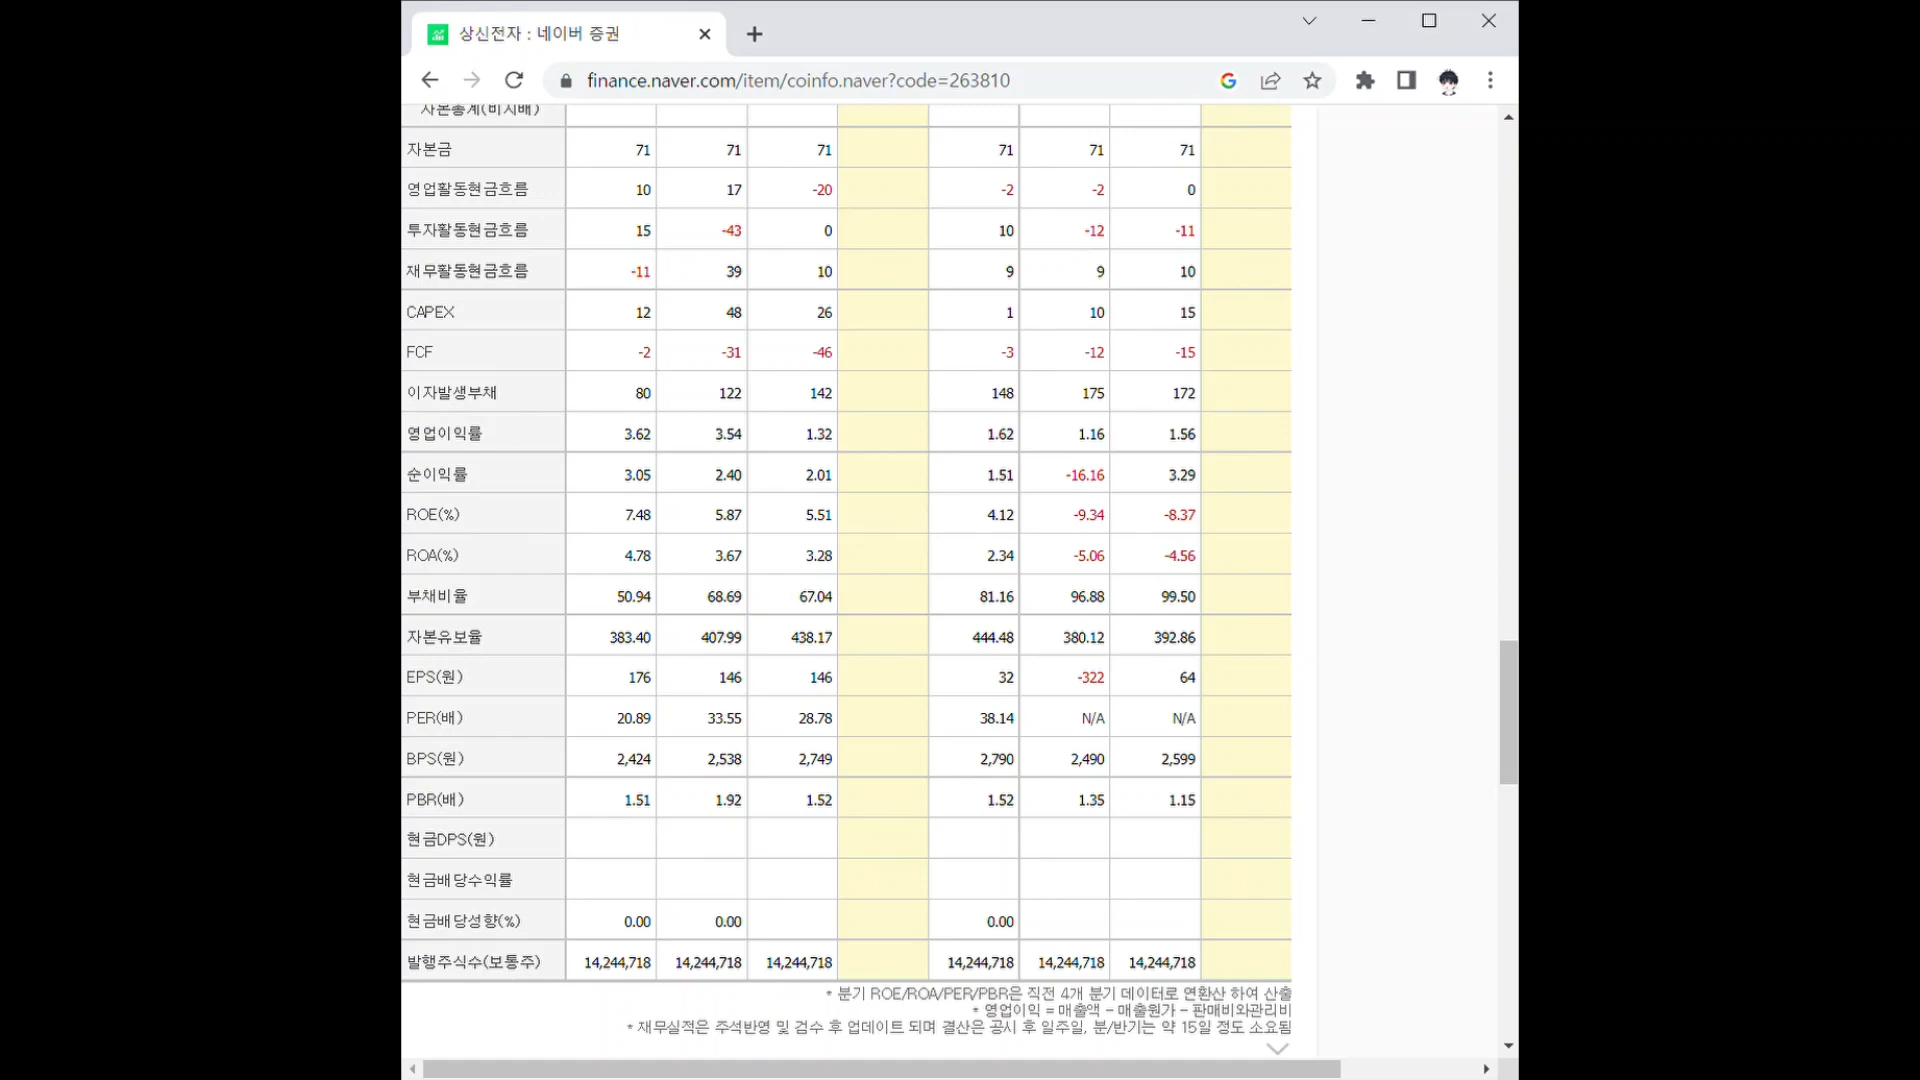 상신전자 : 네이버 증권
finance.naver.com/item/coinfo.naver?code=263810
자본총계(비지배)
자본금 71 71 71 71 71 71
영업활동현금흐름 10 17 -20 -2 -2 0
투자활동현금흐름 15 -43 0 10 -12 -11
재무활동현금흐름 -11 39 10 9 9 10
CAPEX 12 48 26 1 10 15
FCF -2 -31 -46 -3 -12 -15
이자발생부채 80 122 142 148 175 172
영업이익률 3.62 3.54 1.32 1.62 1.16 1.56
순이익률 3.05 2.40 2.01 1.51 -16.16 3.29
ROE(%) 7.48 5.87 5.51 4.12 -9.34 -8.37
ROA(%) 4.78 3.67 3.28 2.34 -5.06 -4.56
부채비율 50.94 68.69 67.04 81.16 96.88 99.50
자본유보율 383.40 407.99 438.17 444.48 380.12 392.86
EPS(원) 176 146 146 32 -322 64
PER(배) 20.89 33.55 28.78 38.14 N/A N/A
BPS(원) 2,424 2,538 2,749 2,790 2,490 2,599
PBR(배) 1.51 1.92 1.52 1.52 1.35 1.15
현금DPS(원)
현금배당수익률
현금배당성향(%) 0.00 0.00 0.00
발행주식수(보통주) 14,244,718 14,244,718 14,244,718 14,244,718 14,244,718 14,244,718
* 분기 ROE/ROA/PER/PBR은 직전 4개 분기 데이터로 연환산 하여 산출
* 영업이익 = 매출액 - 매출원가 - 판매비와관리비
* 재무실적은 주석반영 및 검수 후 업데이트 되며 결산은 공시 후 일주일, 분/반기는 약 15일 정도 소요됨